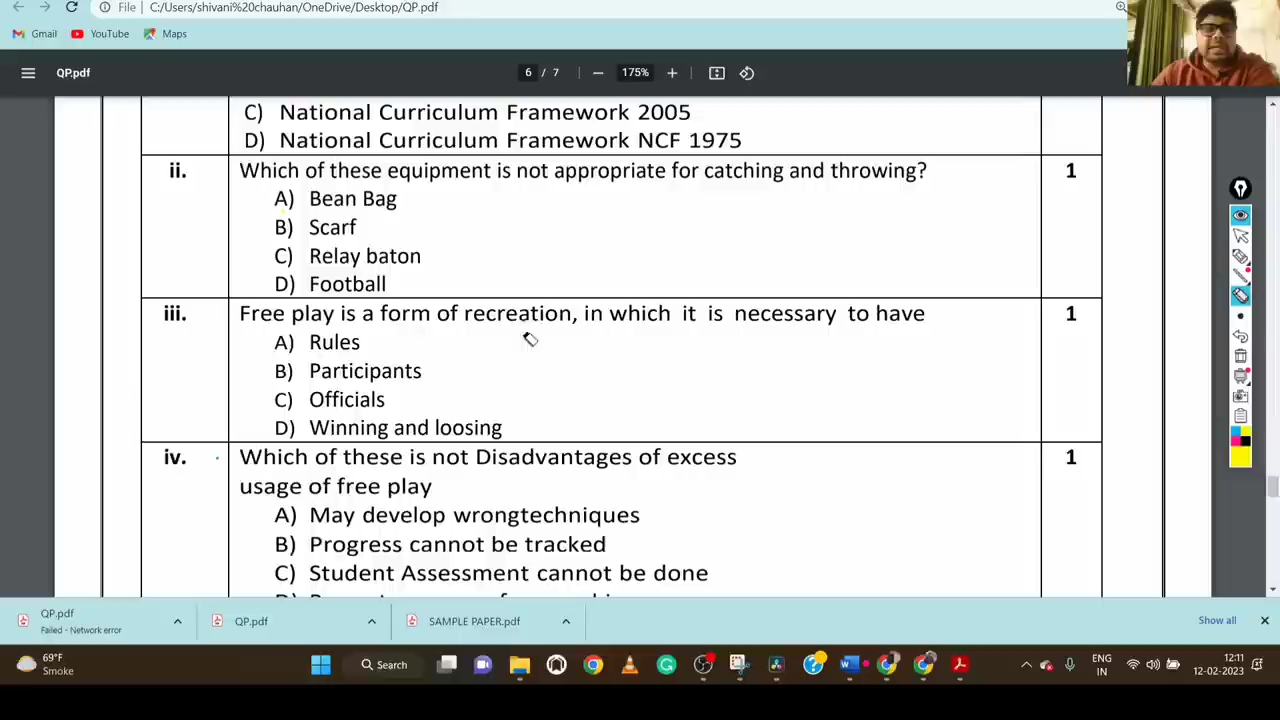 File | C:/Users/shivani%20chauhan/OneDrive/Desktop/QP.pdf
Gmail YouTube Maps
QP.pdf 6 / 7 175%
C) National Curriculum Framework 2005
D) National Curriculum Framework NCF 1975
ii. Which of these equipment is not appropriate for catching and throwing? 1
A) Bean Bag
B) Scarf
C) Relay baton
D) Football
iii. Free play is a form of recreation, in which it is necessary to have 1
A) Rules
B) Participants
C) Officials
D) Winning and loosing
iv. Which of these is not Disadvantages of excess 1
usage of free play
A) May develop wrongtechniques
B) Progress cannot be tracked
C) Student Assessment cannot be done
QP.pdf
Failed - Network error
QP.pdf
SAMPLE PAPER.pdf
Show all
69°F
Smoke
Search
ENG
IN
12:11
12-02-2023